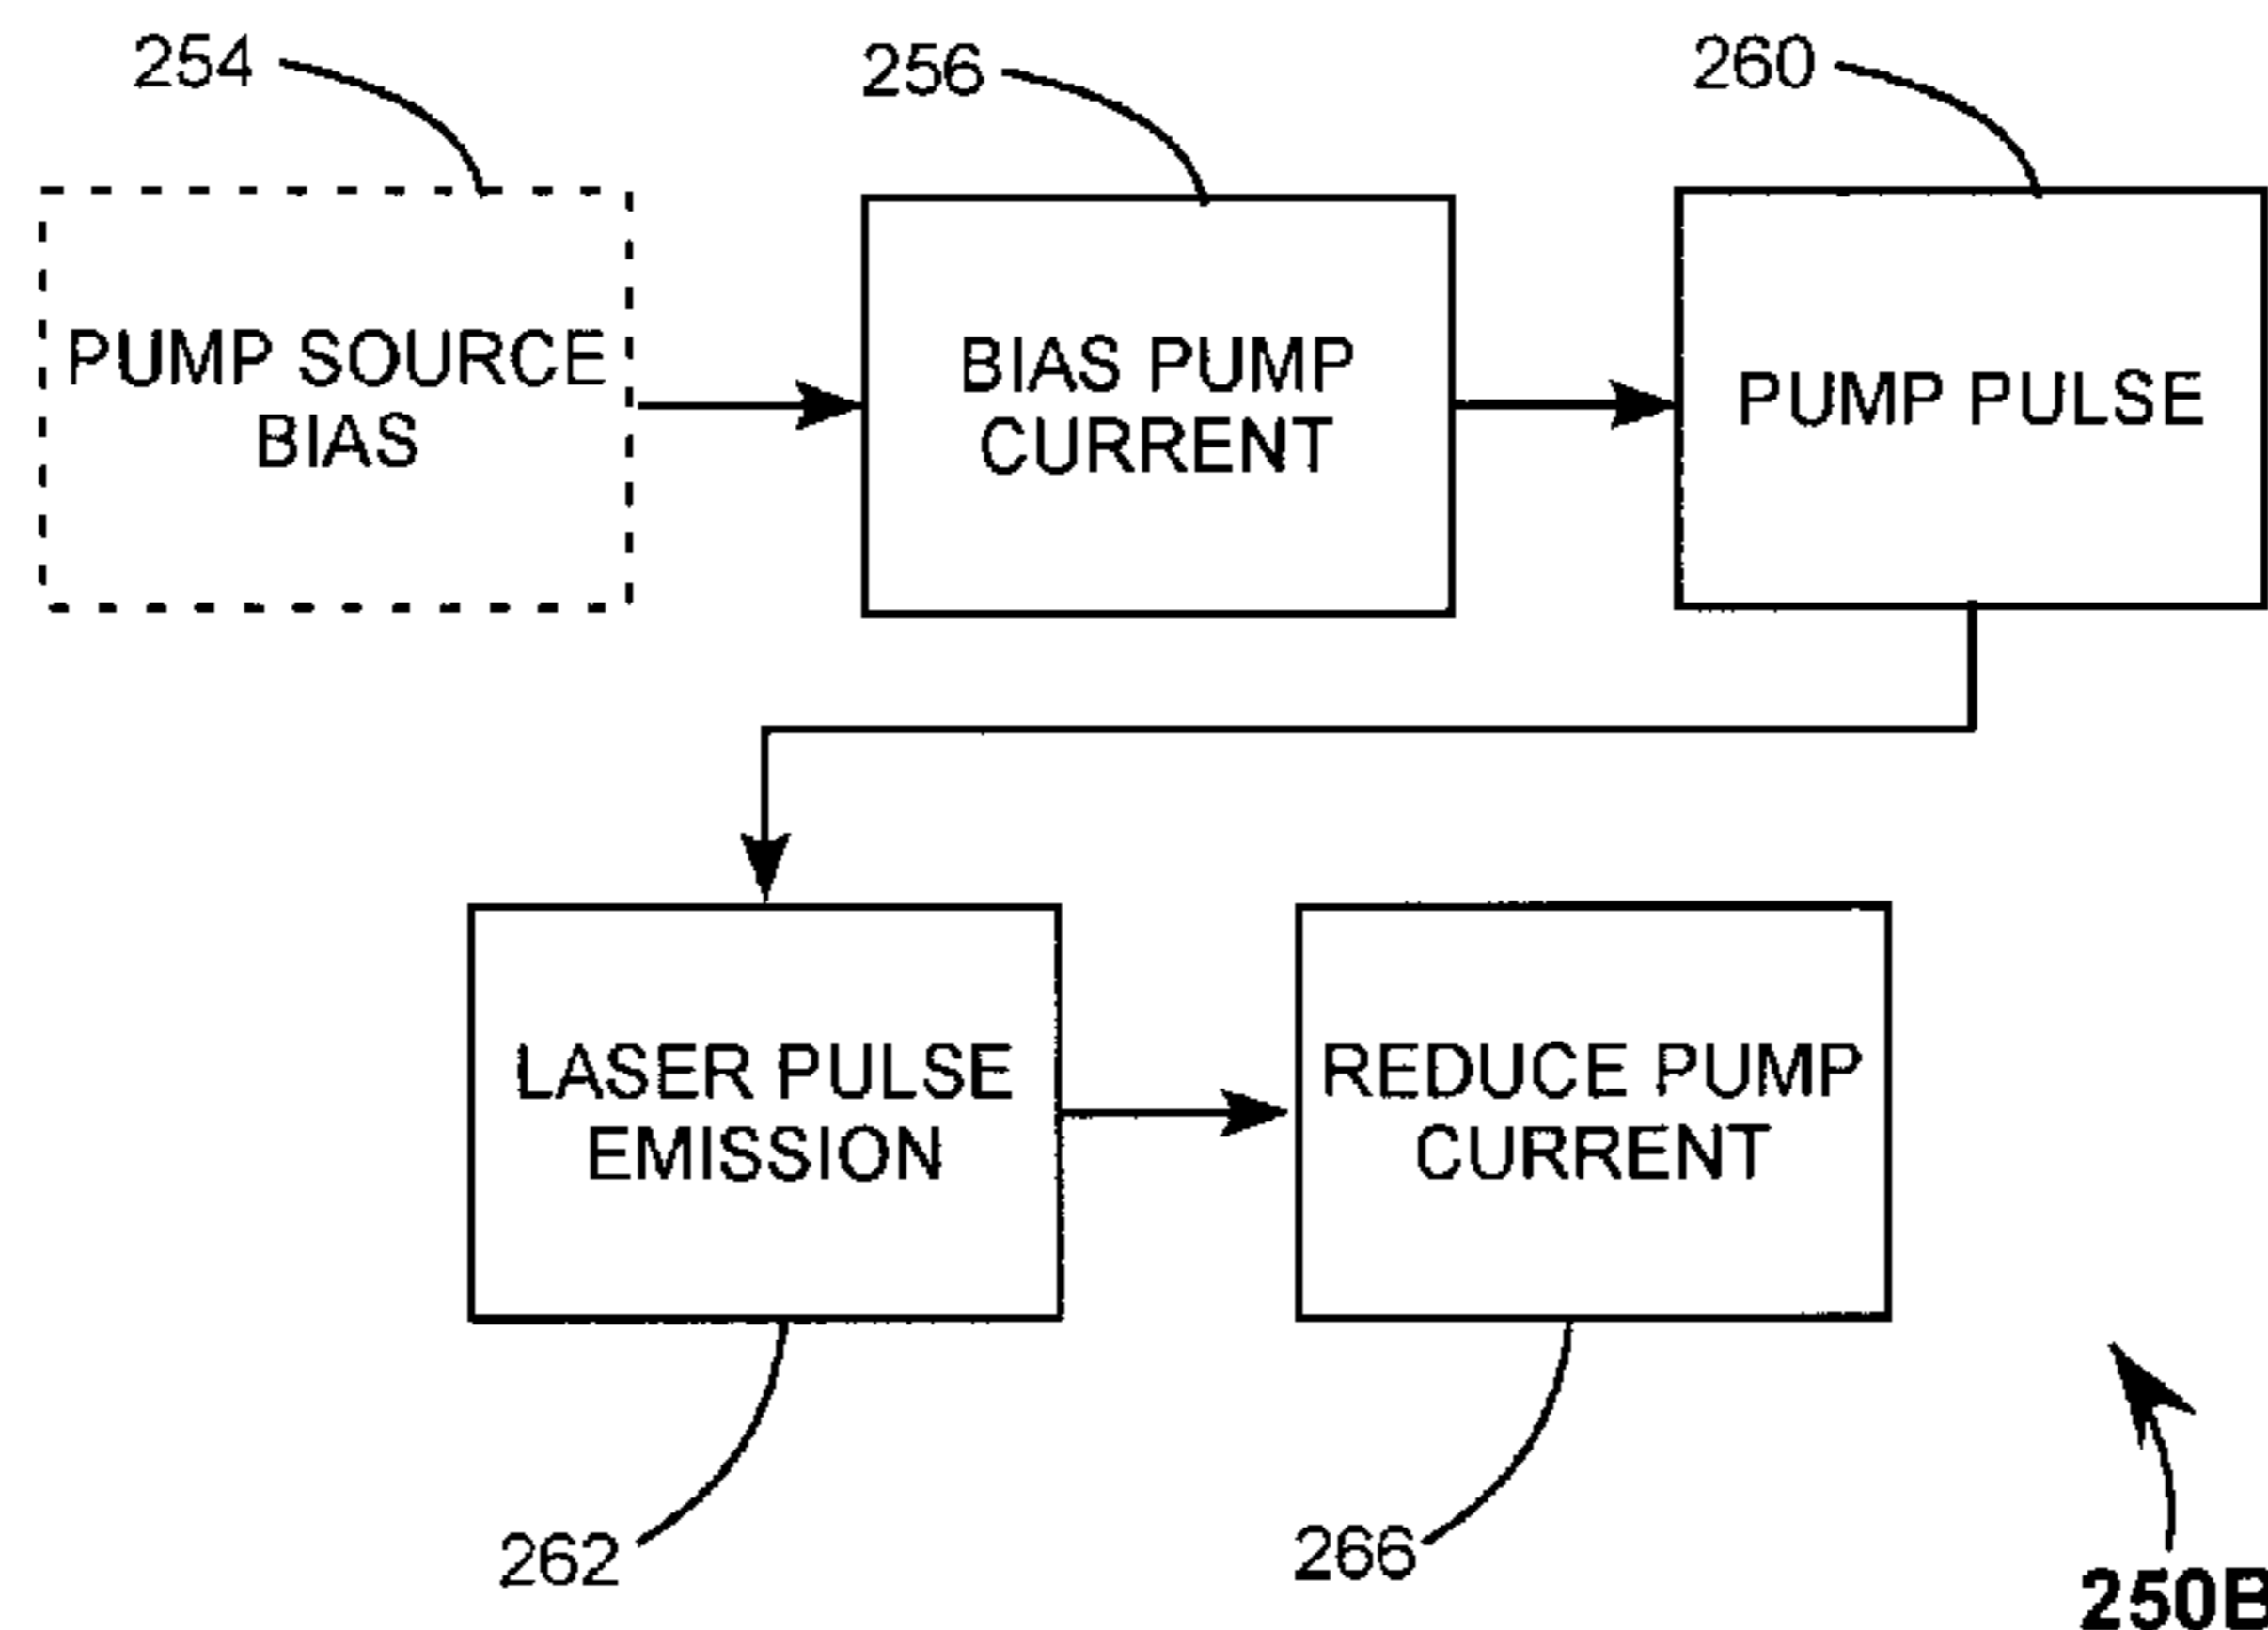 254
256
260
PUMP SOURCE
BIAS
BIAS PUMP
CURRENT
PUMP PULSE
LASER PULSE
EMISSION
REDUCE PUMP
CURRENT
262
266
250B